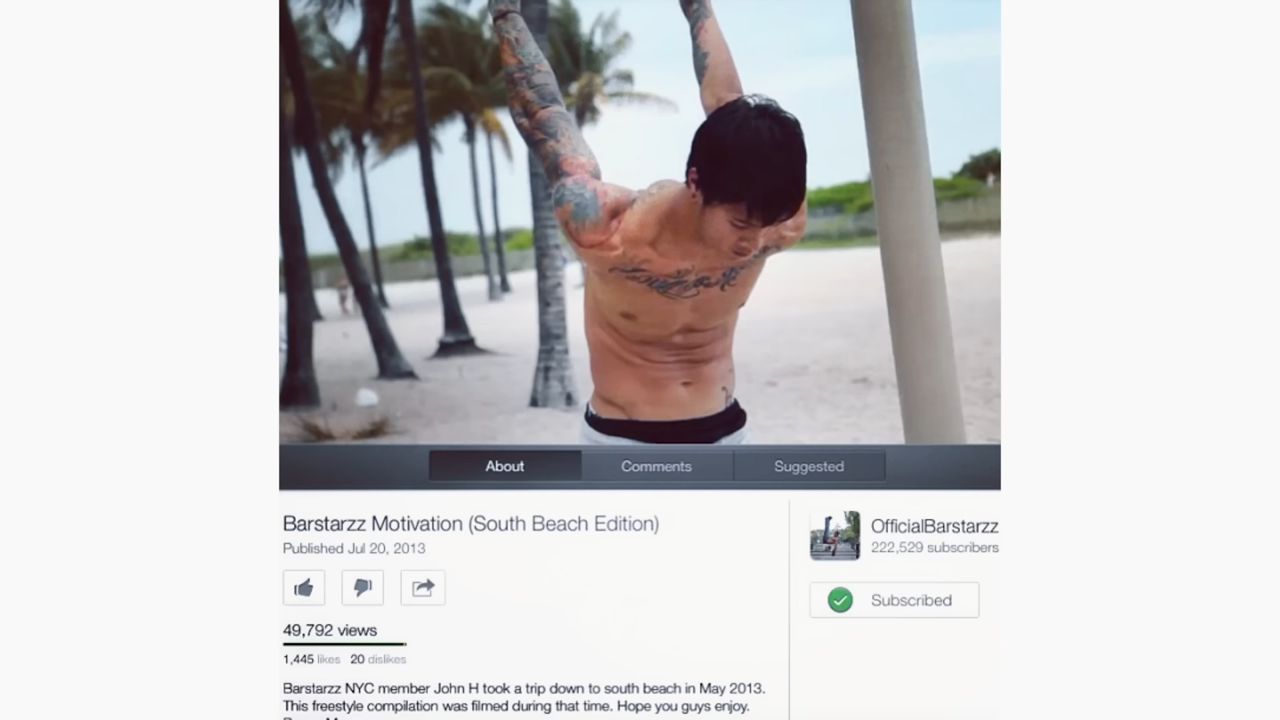 About
Comments
Suggested
Barstarzz Motivation (South Beach Edition)
Published Jul 20, 2013
49,792 views
1,445 likes 20 dislikes
Barstarzz NYC member John H took a trip down to south beach in May 2013.
This freestyle compilation was filmed during that time. Hope you guys enjoy.
OfficialBarstarzz
222,529 subscribers
Subscribed